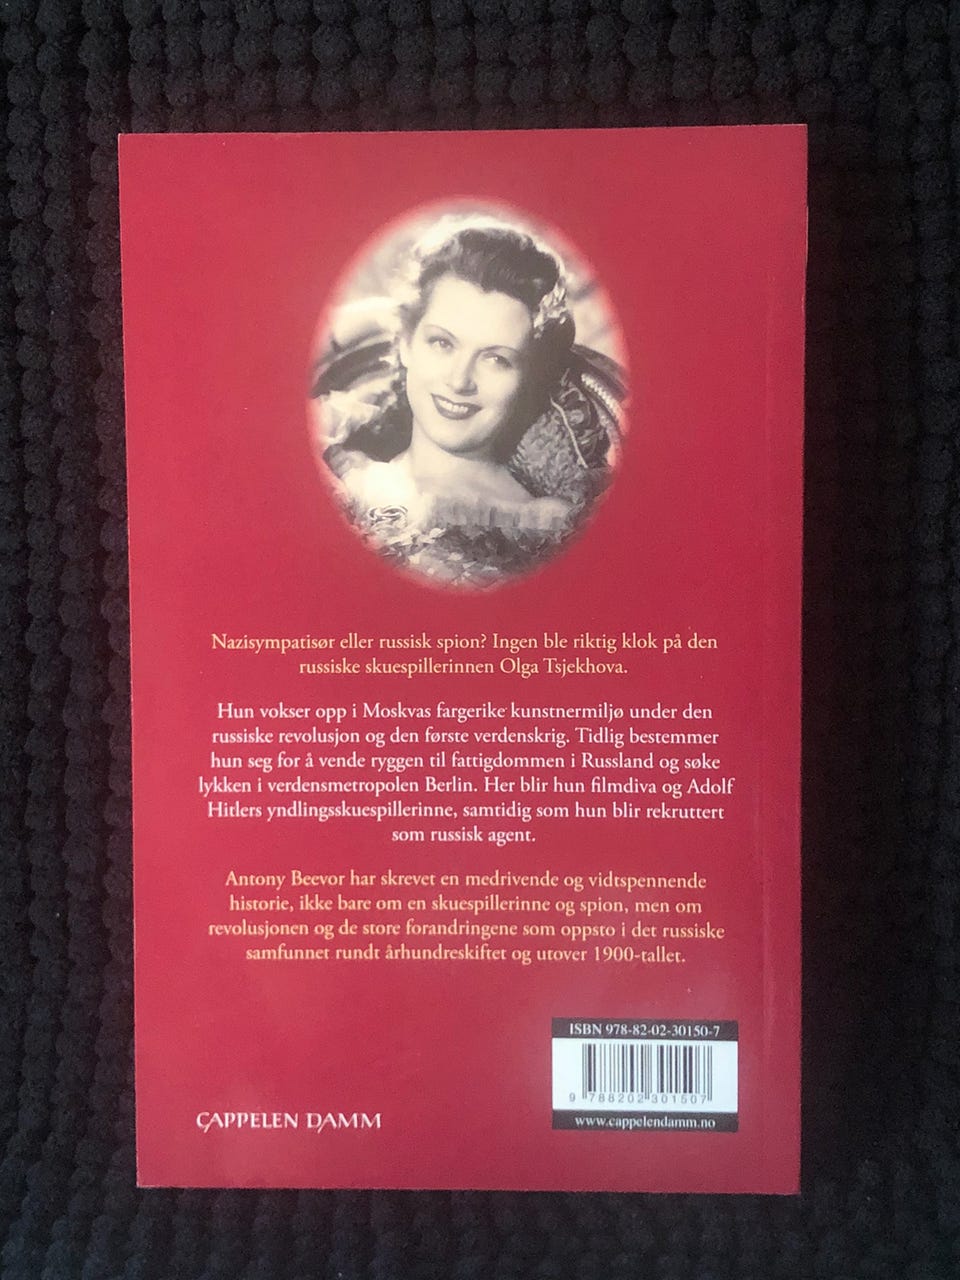 Nazisympatisør eller russisk spion? Ingen ble riktig klok på den
russiske skuespillerinnen Olga Tsjekhova.
Hun vokser opp i Moskvas fargerike kunstnermiljø under den
russiske revolusjon og den første verdenskrig. Tidlig bestemmer
hun seg for å vende ryggen til fattigdommen i Russland og søke
lykken i verdensmetropolen Berlin. Her blir hun filmdiva og Adolf
Hitlers yndlingsskuespillerinne, samtidig som hun blir rekruttert
som russisk agent.
Antony Beevor har skrevet en medrivende og vidtspennende
historie, ikke bare om en skuespillerinne og spion, men om
revolusjonen og de store forandringene som oppsto i det russiske
samfunnet rundt århundreskiftet og utover 1900-tallet.
ISBN 978-82-02-30150-7
9 788202 301507
www.cappelendamm.no
CAPPELEN DAMM